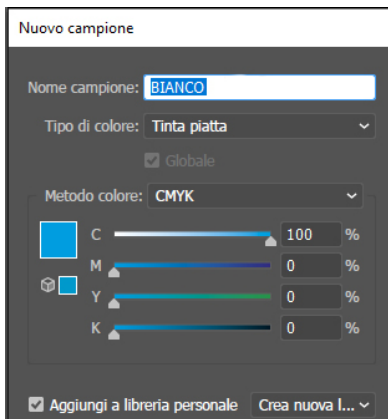 Nuovo campione
Nome campione: BIANCO
Tipo di colore: Tinta piatta
Globale
Metodo colore: CMYK
C 100 %
M 0 %
Y 0 %
K 0 %
Aggiungi a libreria personale Crea nuova l...